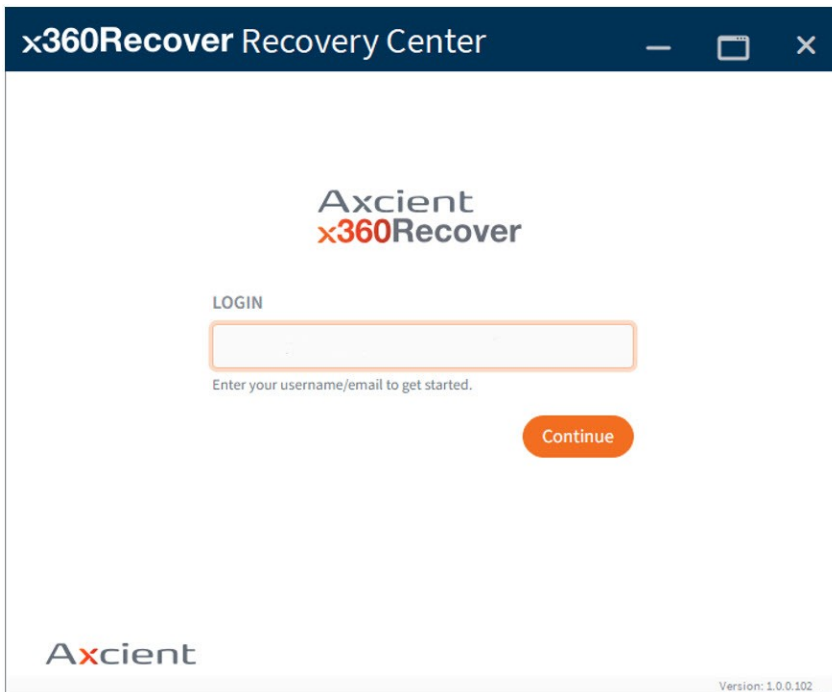 x360Recover Recovery Center
Axcient
x360Recover
LOGIN
Enter your username/email to get started.
Continue
Axcient
Version: 1.0.0.102